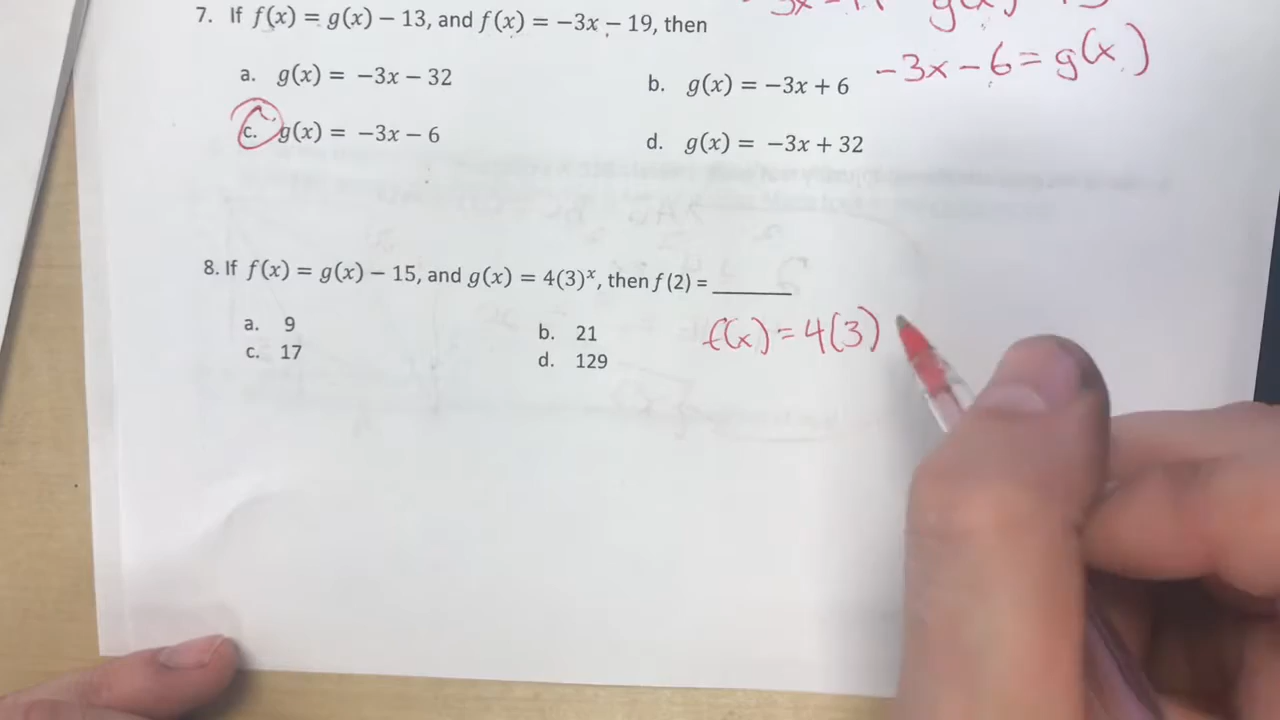 7. If f(x) = g(x) − 13, and f(x) = −3x − 19, then
a. g(x) = −3x − 32
b. g(x) = −3x + 6
−3x − 6 = g(x)
c. g(x) = −3x − 6
d. g(x) = −3x + 32
8. If f(x) = g(x) − 15, and g(x) = 4(3)ˣ, then f(2) = ______
a. 9
b. 21
f(x) = 4(3)
c. 17
d. 129